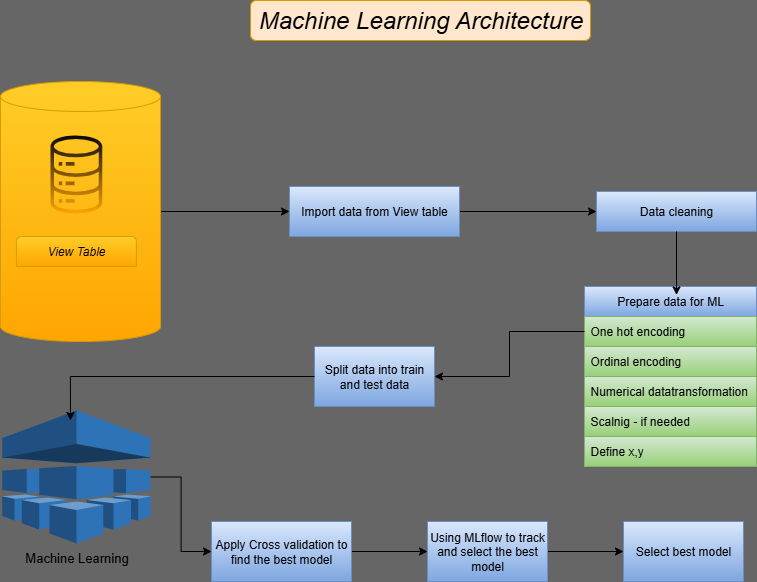 Machine Learning Architecture
View Table
Import data from View table
Data cleaning
Prepare data for ML
One hot encoding
Ordinal encoding
Numerical datatransformation
Scalnig - if needed
Define x,y
Split data into train
and test data
Machine Learning
Apply Cross validation to
find the best model
Using MLflow to track
and select the best
model
Select best model